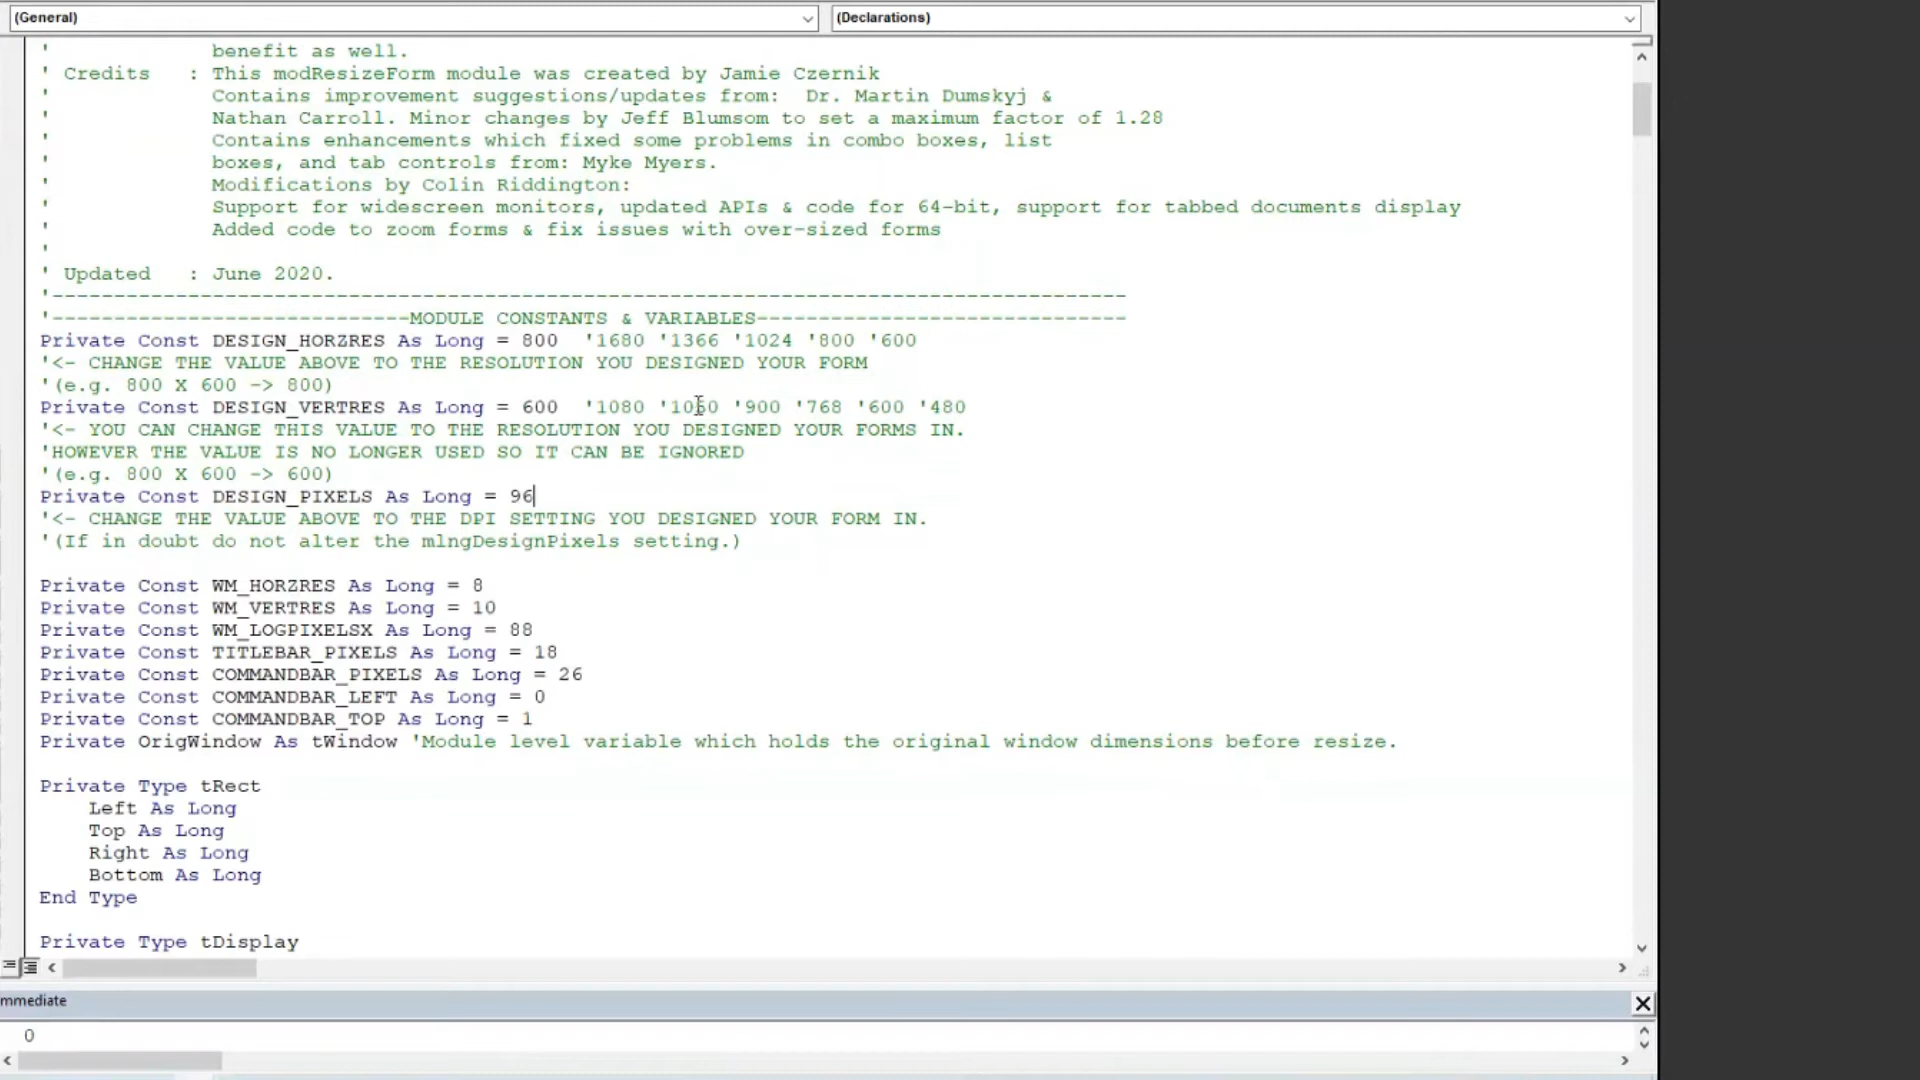 (General) (Declarations)
' benefit as well.
' Credits : This modResizeForm module was created by Jamie Czernik
' Contains improvement suggestions/updates from: Dr. Martin Dumskyj &
' Nathan Carroll. Minor changes by Jeff Blumsom to set a maximum factor of 1.28
' Contains enhancements which fixed some problems in combo boxes, list
' boxes, and tab controls from: Myke Myers.
' Modifications by Colin Riddington:
' Support for widescreen monitors, updated APIs & code for 64-bit, support for tabbed documents display
' Added code to zoom forms & fix issues with over-sized forms
'
' Updated : June 2020.
'--------------------------------------------------------------------------------------
'-----------------------------MODULE CONSTANTS & VARIABLES------------------------------
Private Const DESIGN_HORZRES As Long = 800 '1680 '1366 '1024 '800 '600
'<- CHANGE THE VALUE ABOVE TO THE RESOLUTION YOU DESIGNED YOUR FORM
'(e.g. 800 X 600 -> 800)
Private Const DESIGN_VERTRES As Long = 600 '1080 '1050 '900 '768 '600 '480
'<- YOU CAN CHANGE THIS VALUE TO THE RESOLUTION YOU DESIGNED YOUR FORMS IN.
'HOWEVER THE VALUE IS NO LONGER USED SO IT CAN BE IGNORED
'(e.g. 800 X 600 -> 600)
Private Const DESIGN_PIXELS As Long = 96
'<- CHANGE THE VALUE ABOVE TO THE DPI SETTING YOU DESIGNED YOUR FORM IN.
'(If in doubt do not alter the mlngDesignPixels setting.)
Private Const WM_HORZRES As Long = 8
Private Const WM_VERTRES As Long = 10
Private Const WM_LOGPIXELSX As Long = 88
Private Const TITLEBAR_PIXELS As Long = 18
Private Const COMMANDBAR_PIXELS As Long = 26
Private Const COMMANDBAR_LEFT As Long = 0
Private Const COMMANDBAR_TOP As Long = 1
Private OrigWindow As tWindow 'Module level variable which holds the original window dimensions before resize.
Private Type tRect
Left As Long
Top As Long
Right As Long
Bottom As Long
End Type
Private Type tDisplay
mmediate
0